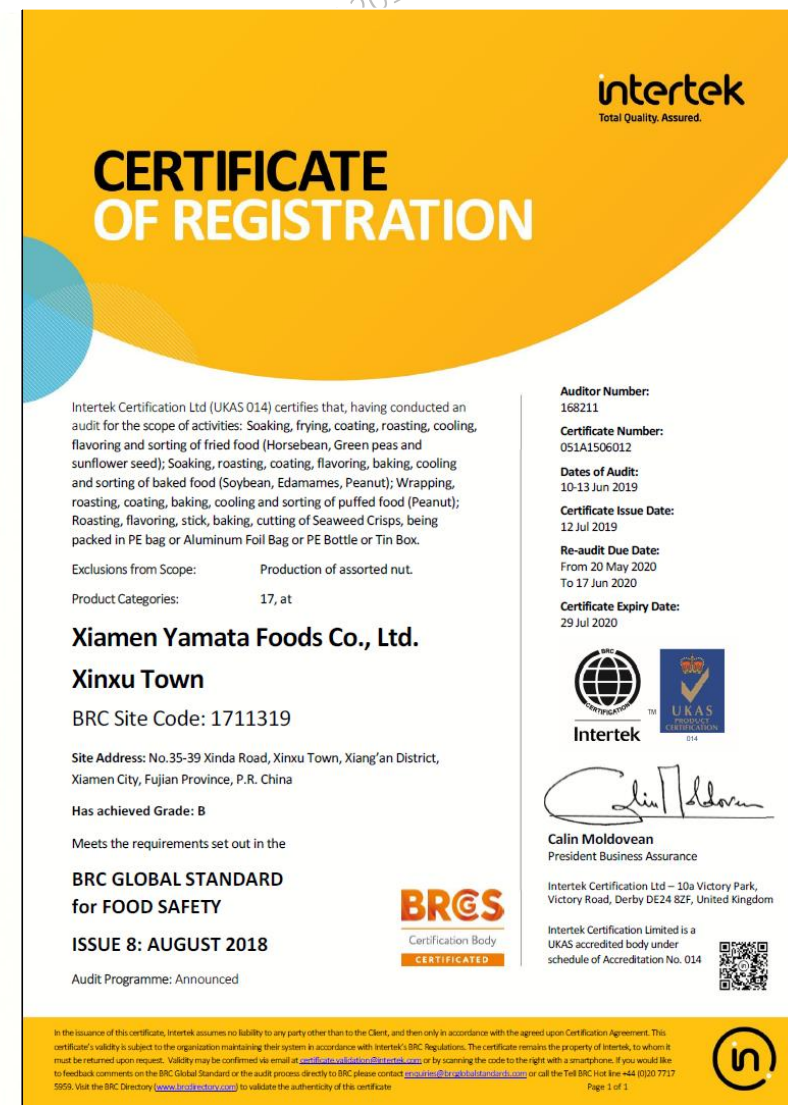 intertek
Total Quality. Assured.
CERTIFICATE
OF REGISTRATION
Intertek Certification Ltd (UKAS 014) certifies that, having conducted an
audit for the scope of activities: Soaking, frying, coating, roasting, cooling,
flavoring and sorting of fried food (Horsebean, Green peas and
sunflower seed); Soaking, roasting, coating, flavoring, baking, cooling
and sorting of baked food (Soybean, Edamames, Peanut); Wrapping,
roasting, coating, baking, cooling and sorting of puffed food (Peanut);
Roasting, flavoring, stick, baking, cutting of Seaweed Crisps, being
packed in PE bag or Aluminum Foil Bag or PE Bottle or Tin Box.
Exclusions from Scope: Production of assorted nut.
Product Categories: 17, at
Xiamen Yamata Foods Co., Ltd.
Xinxu Town
BRC Site Code: 1711319
Site Address: No.35-39 Xinda Road, Xinxu Town, Xiang'an District,
Xiamen City, Fujian Province, P.R. China
Has achieved Grade: B
Meets the requirements set out in the
BRC GLOBAL STANDARD
for FOOD SAFETY
ISSUE 8: AUGUST 2018
Audit Programme: Announced
BRCGS
Certification Body
CERTIFICATED
Auditor Number:
168211
Certificate Number:
051A1506012
Dates of Audit:
10-13 Jun 2019
Certificate Issue Date:
12 Jul 2019
Re-audit Due Date:
From 20 May 2020
To 17 Jun 2020
Certificate Expiry Date:
29 Jul 2020
BRC
CERTIFICATION
Intertek
TM
UKAS
PRODUCT
CERTIFICATION
014
Calin Moldovean
President Business Assurance
Intertek Certification Ltd – 10a Victory Park,
Victory Road, Derby DE24 8ZF, United Kingdom
Intertek Certification Limited is a
UKAS accredited body under
schedule of Accreditation No. 014
In the issuance of this certificate, Intertek assumes no liability to any party other than to the Client, and then only in accordance with the agreed upon Certification Agreement. This
certificate's validity is subject to the organization maintaining their system in accordance with Intertek's BRC Regulations. The certificate remains the property of Intertek, to whom it
must be returned upon request. Validity may be confirmed via email at certificate.validation@intertek.com or by scanning the code to the right with a smartphone. If you would like
to feedback comments on the BRC Global Standard or the audit process directly to BRC please contact enquiries@brcglobalstandards.com or call the Tell BRC Hot line +44 (0)20 7717
5959. Visit the BRC Directory (www.brcdirectory.com) to validate the authenticity of this certificate
Page 1 of 1
in